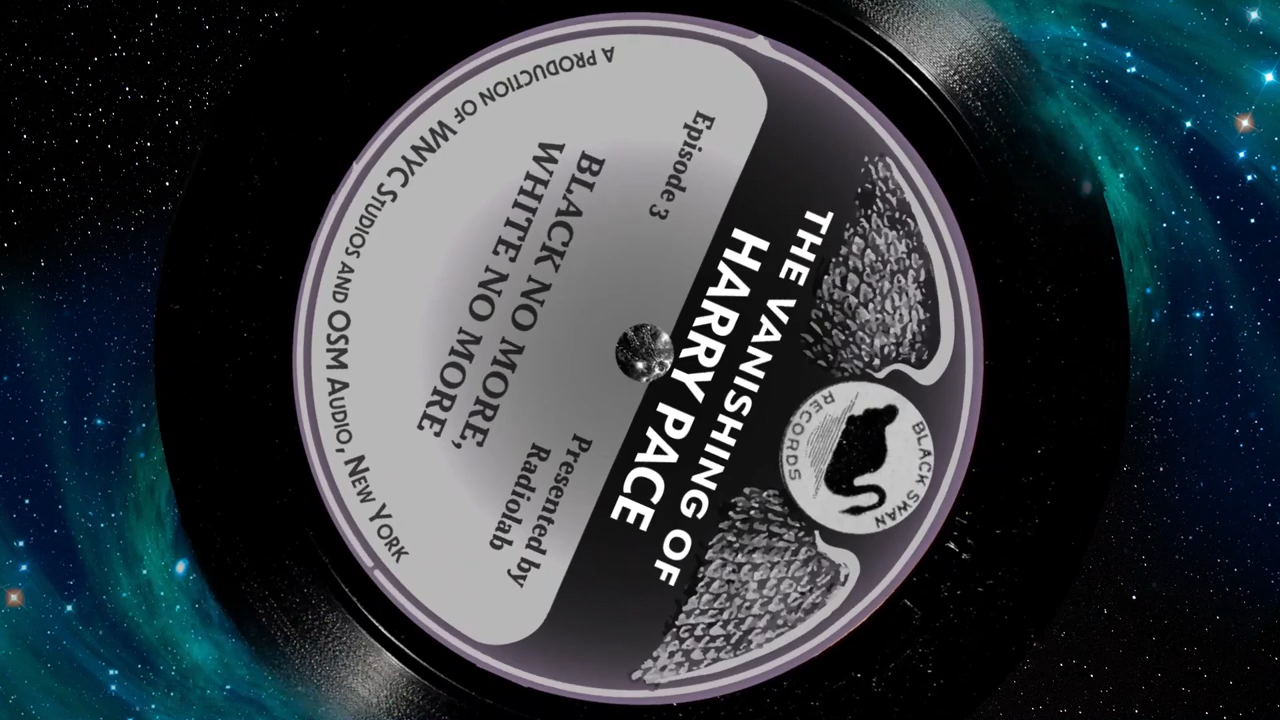 BLACK SWAN
RECORDS
THE VANISHING OF
HARRY PACE
Episode 3
Presented by
Radiolab
BLACK NO MORE,
WHITE NO MORE
A PRODUCTION OF WNYC STUDIOS AND OSM AUDIO, NEW YORK